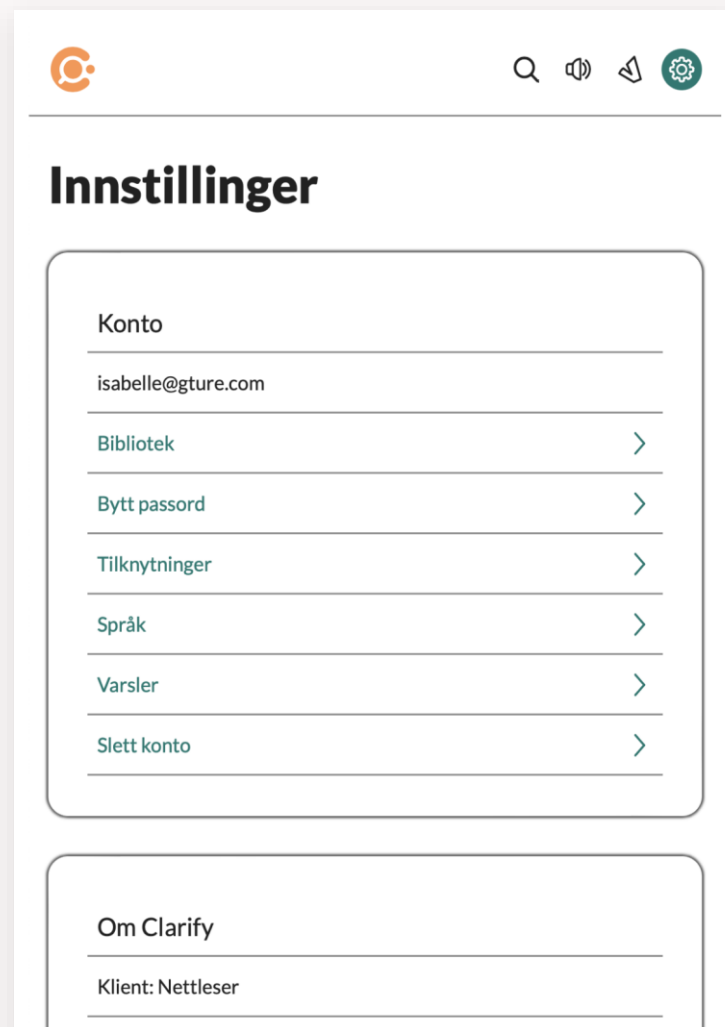 Innstillinger
Konto
isabelle@gture.com
Bibliotek
Bytt passord
Tilknytninger
Språk
Varsler
Slett konto
Om Clarify
Klient: Nettleser